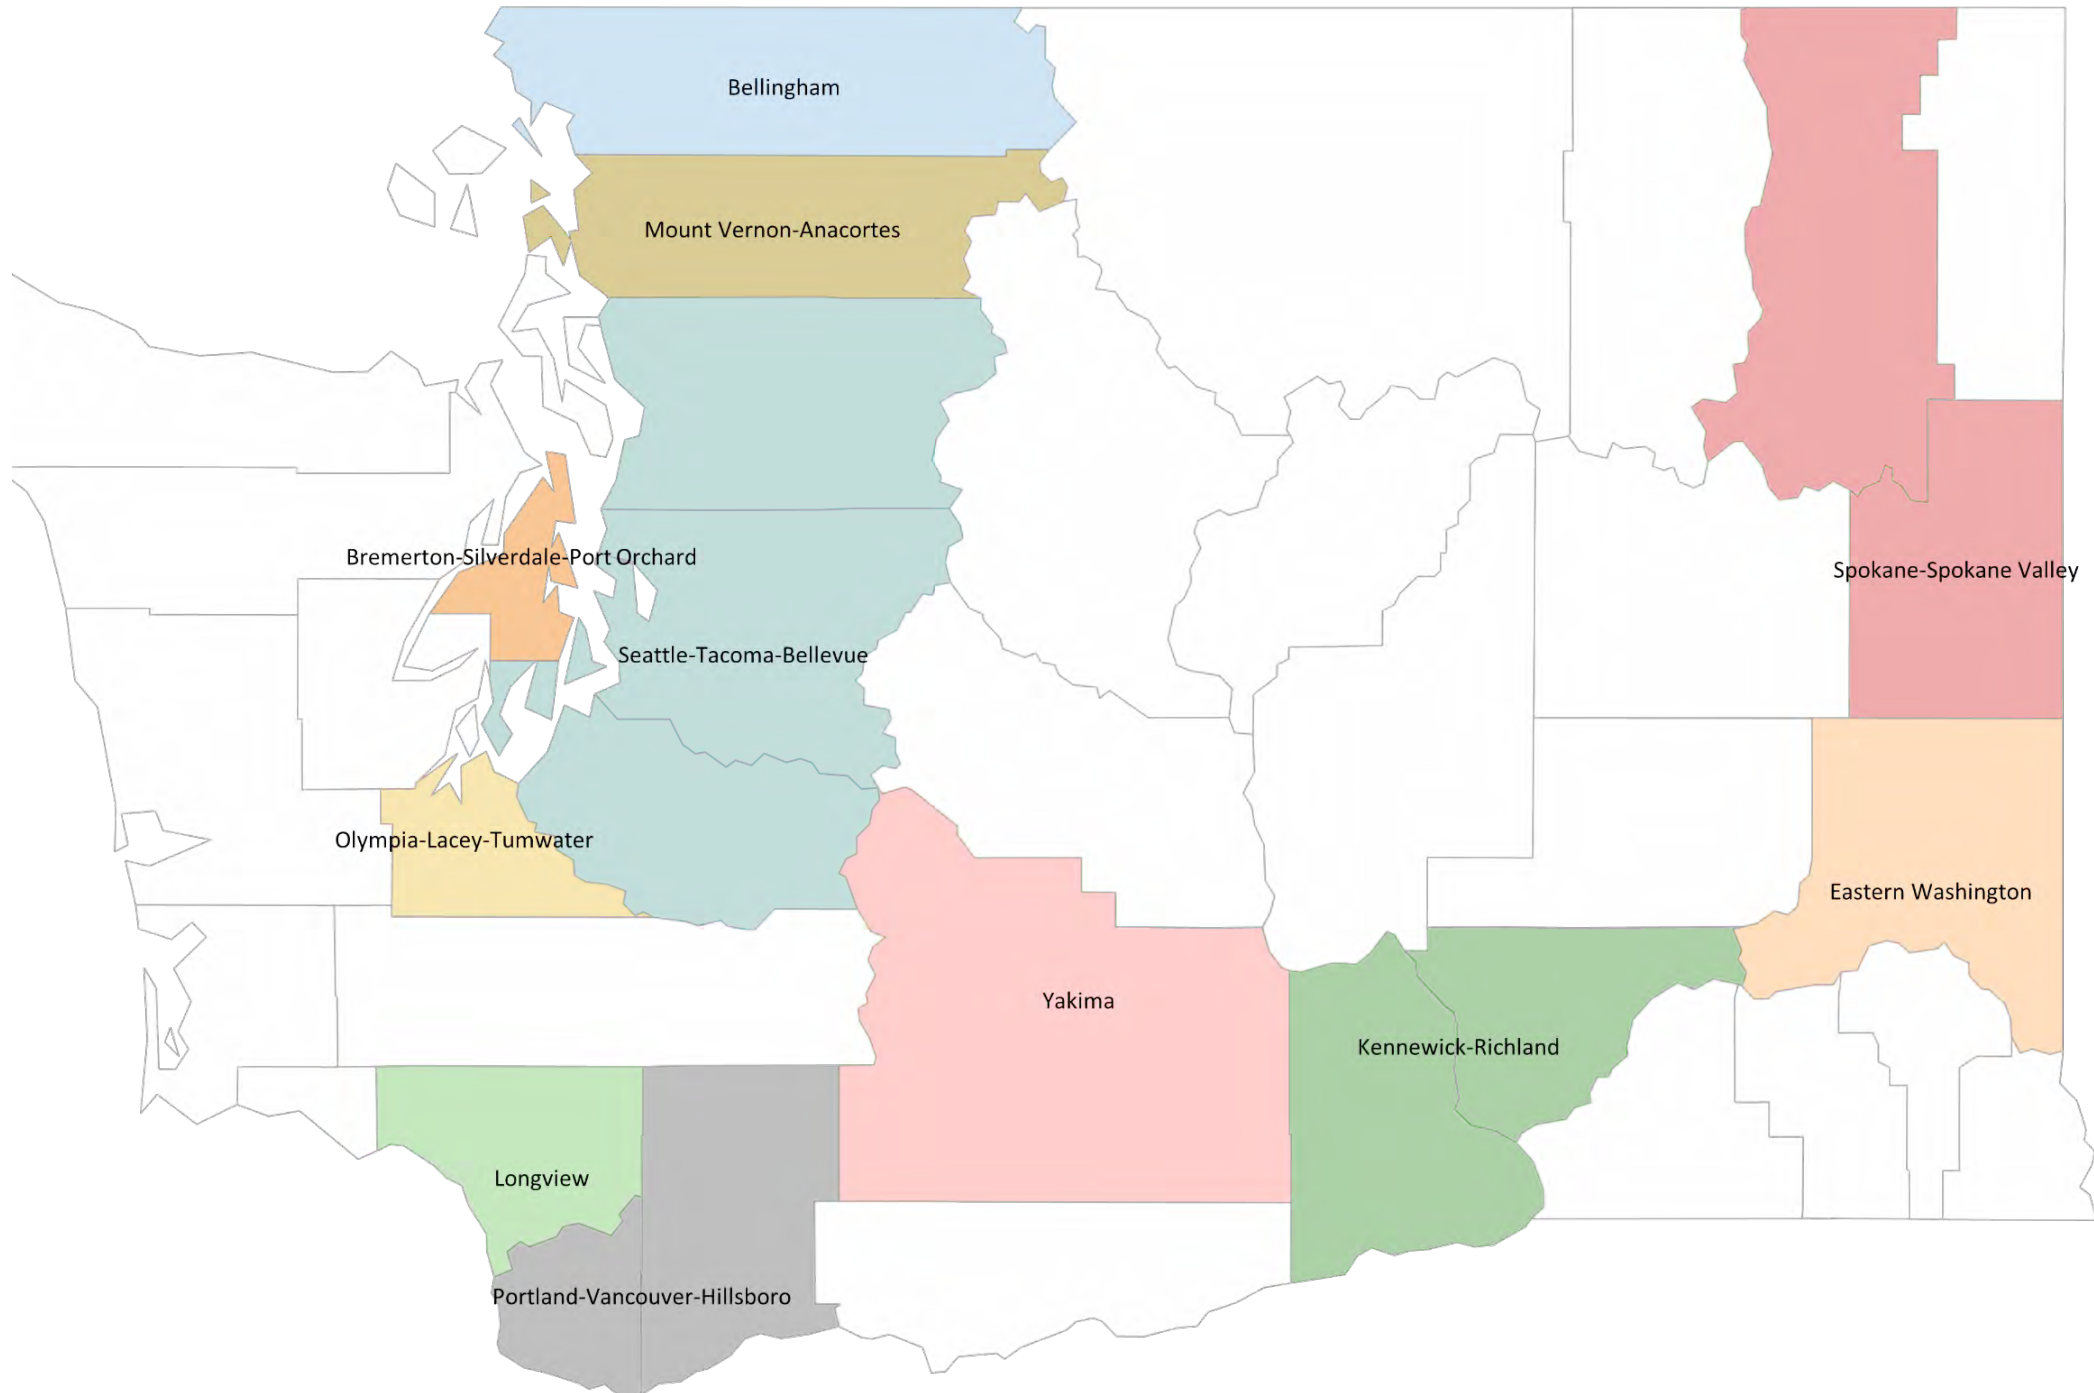 Bellingham
Mount Vernon-Anacortes
Bremerton-Silverdale-Port Orchard
Spokane-Spokane Valley
Seattle-Tacoma-Bellevue
Olympia-Lacey-Tumwater
Eastern Washington
Yakima
Kennewick-Richland
Longview
Portland-Vancouver-Hillsboro